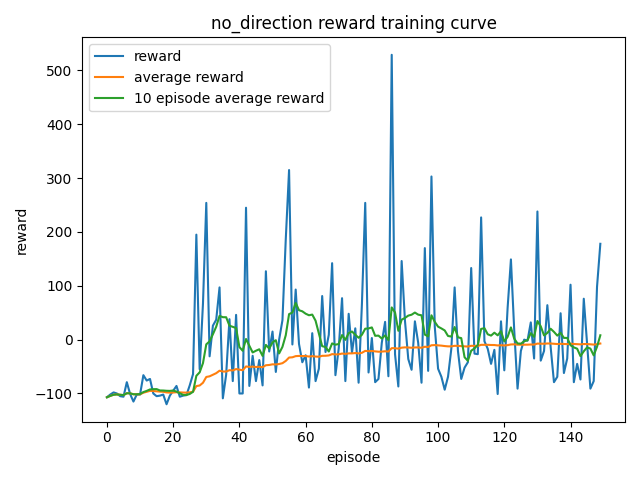 no_direction reward training curve
reward
average reward
10 episode average reward
reward
500
400
300
200
100
0
−100
0
20
40
60
80
100
120
140
episode